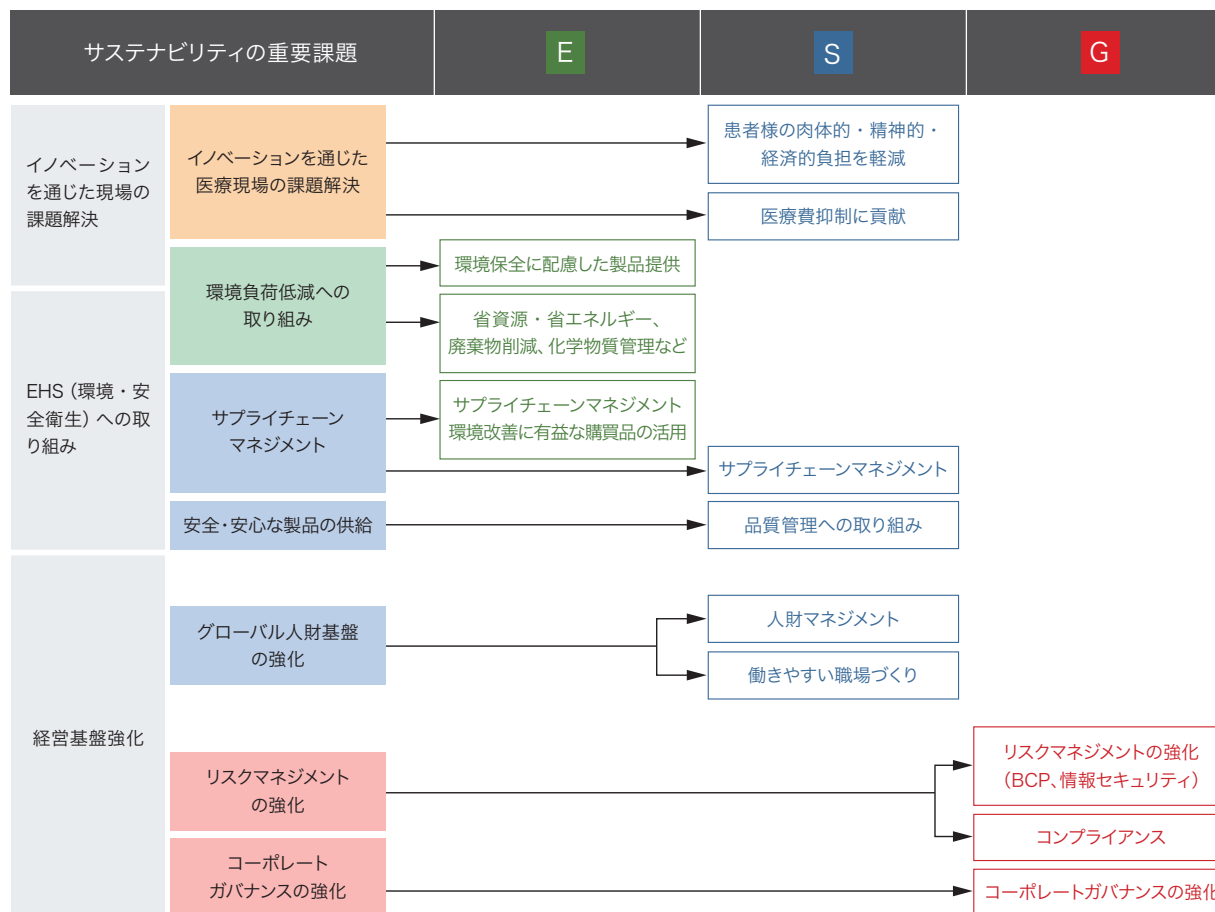 サステナビリティの重要課題
E
S
G
イノベーション
を通じた現場の
課題解決
イノベーションを通じた
医療現場の課題解決
患者様の肉体的・精神的・
経済的負担を軽減
医療費抑制に貢献
環境負荷低減への
取り組み
環境保全に配慮した製品提供
省資源・省エネルギー、
廃棄物削減、化学物質管理など
EHS（環境・安
全衛生）への取
り組み
サプライチェーン
マネジメント
サプライチェーンマネジメント
環境改善に有益な購買品の活用
サプライチェーンマネジメント
安全・安心な製品の供給
品質管理への取り組み
経営基盤強化
グローバル人財基盤
の強化
人財マネジメント
働きやすい職場づくり
リスクマネジメント
の強化
リスクマネジメントの強化
（BCP、情報セキュリティ）
コンプライアンス
コーポレート
ガバナンスの強化
コーポレートガバナンスの強化